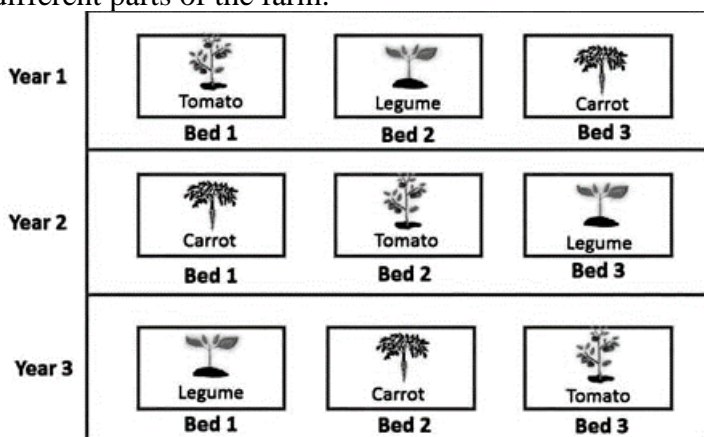 different parts of the farm.
Year 1
Tomato
Legume
Carrot
Bed 1
Bed 2
Bed 3
Year 2
Carrot
Tomato
Legume
Bed 1
Bed 2
Bed 3
Year 3
Legume
Carrot
Tomato
Bed 1
Bed 2
Bed 3